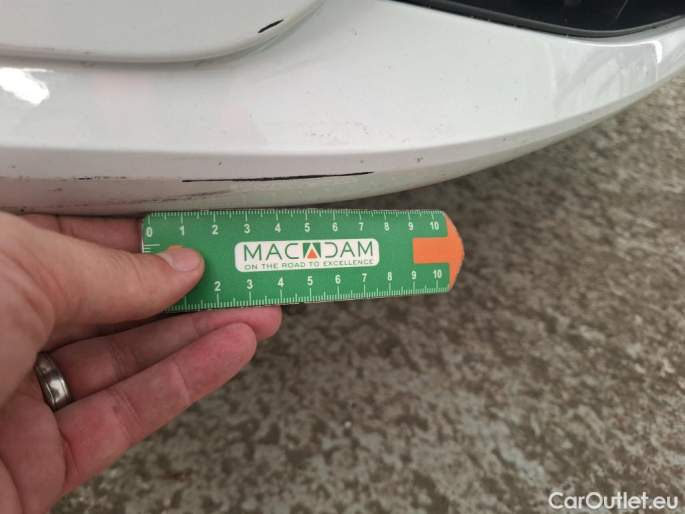 0 1 2 3 4 5 6 7 8 9 10
MACADAM
ON THE ROAD TO EXCELLENCE
2 3 4 5 6 7 8 9 10
CarOutlet.eu